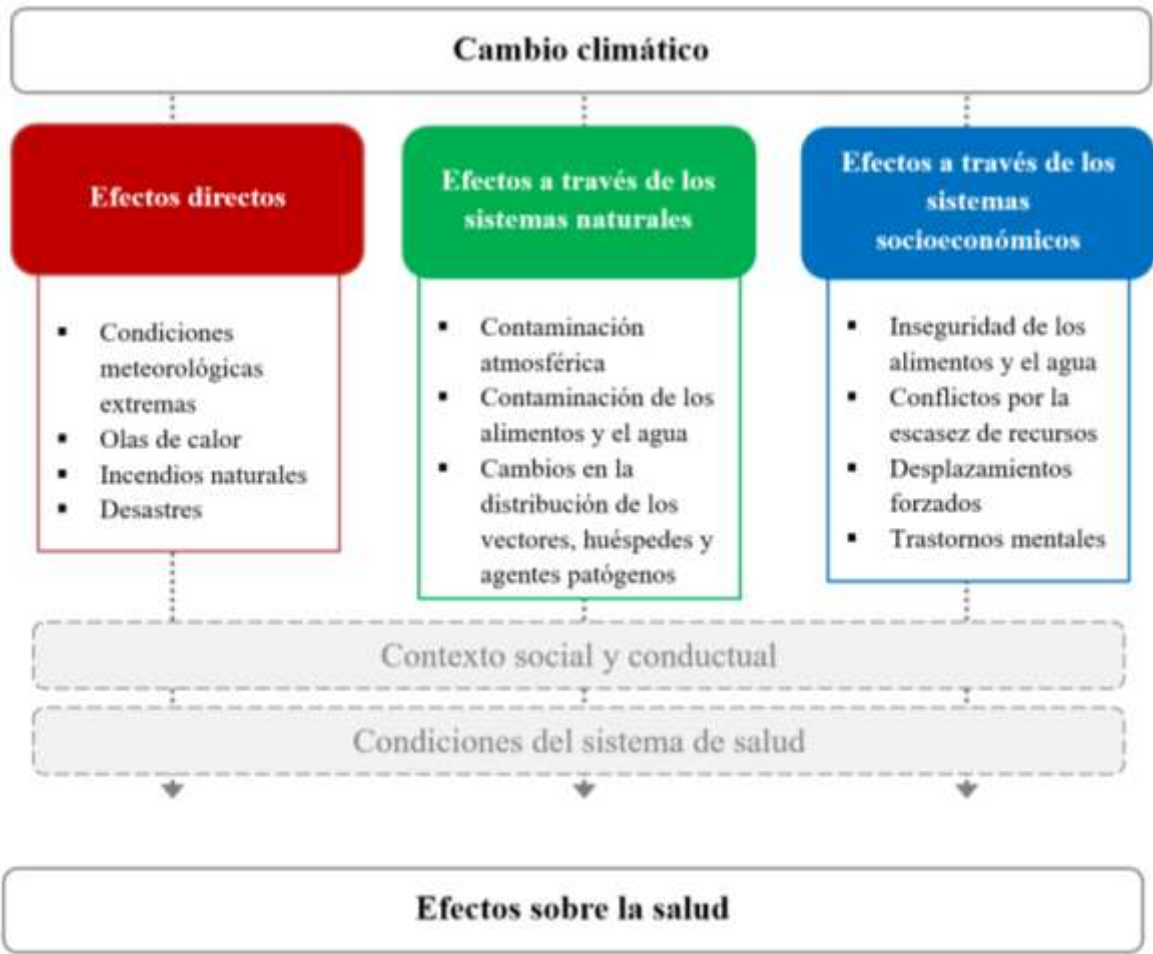 Cambio climático
Efectos directos
▪ Condiciones
meteorológicas
extremas
▪ Olas de calor
▪ Incendios naturales
▪ Desastres
Efectos a través de los
sistemas naturales
▪ Contaminación
atmosférica
▪ Contaminación de los
alimentos y el agua
▪ Cambios en la
distribución de los
vectores, huéspedes y
agentes patógenos
Efectos a través de los
sistemas
socioeconómicos
▪ Inseguridad de los
alimentos y el agua
▪ Conflictos por la
escasez de recursos
▪ Desplazamientos
forzados
▪ Trastornos mentales
Contexto social y conductual
Condiciones del sistema de salud
Efectos sobre la salud